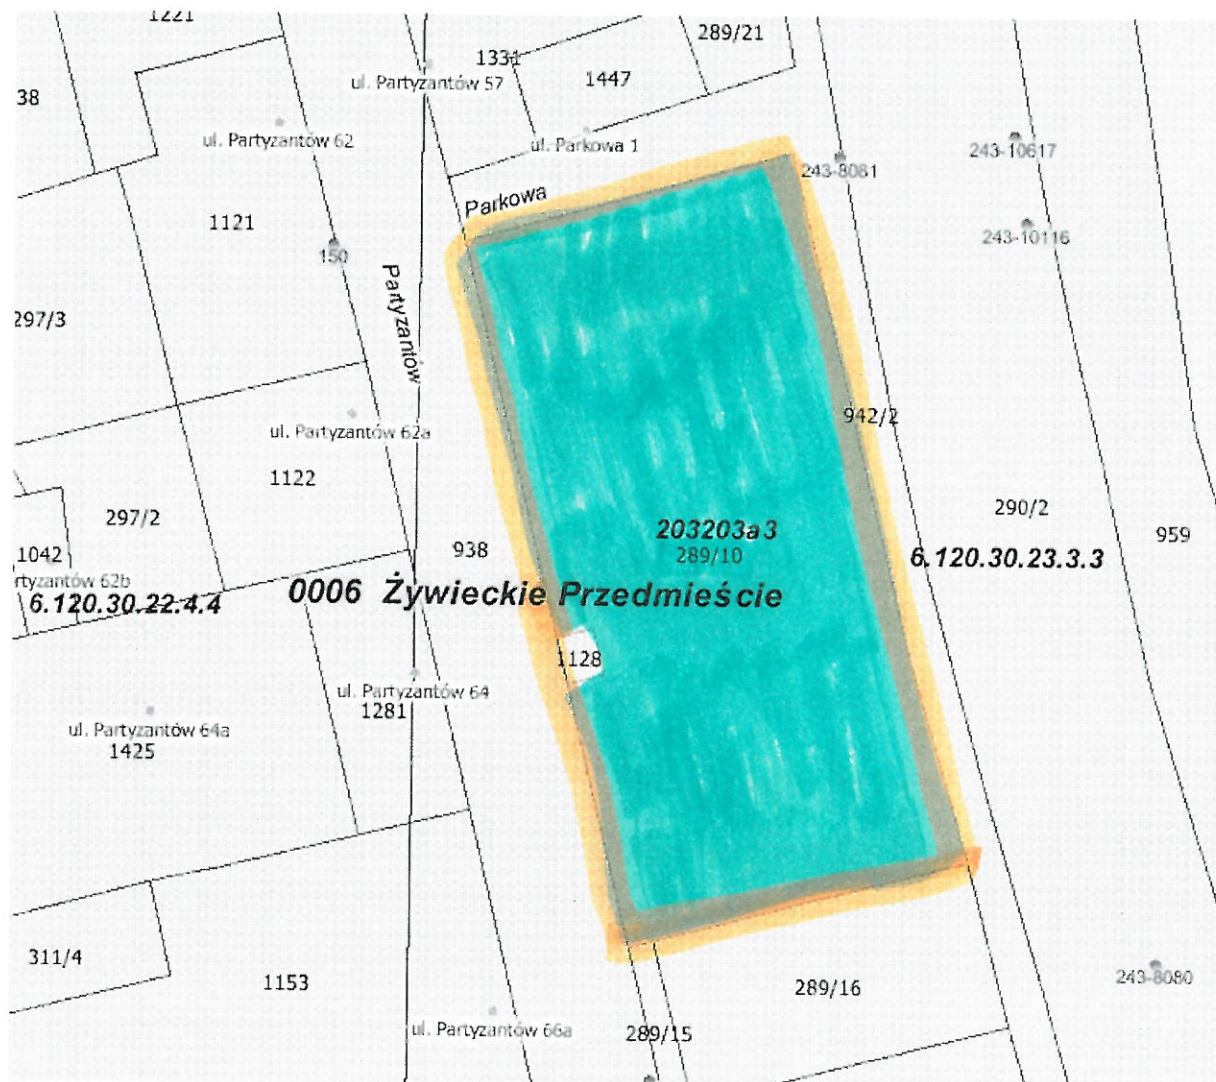 1221
289/21
1331
1447
ul. Partyzantów 57
38
ul. Partyzantów 62
ul. Parkowa 1
243-10617
243-8081
Parkowa
1121
243-10116
150
Partyzantów
297/3
942/2
ul. Partyzantów 62a
1122
290/2
297/2
203203a3
959
938
289/10
1042
6.120.30.23.3.3
rtyzantów 62b
0006 Żywieckie Przedmieście
6.120.30.22.4.4
1128
ul. Partyzantów 64
1281
ul. Partyzantów 64a
1425
311/4
243-8080
1153
289/16
ul. Partyzantów 66a
289/15